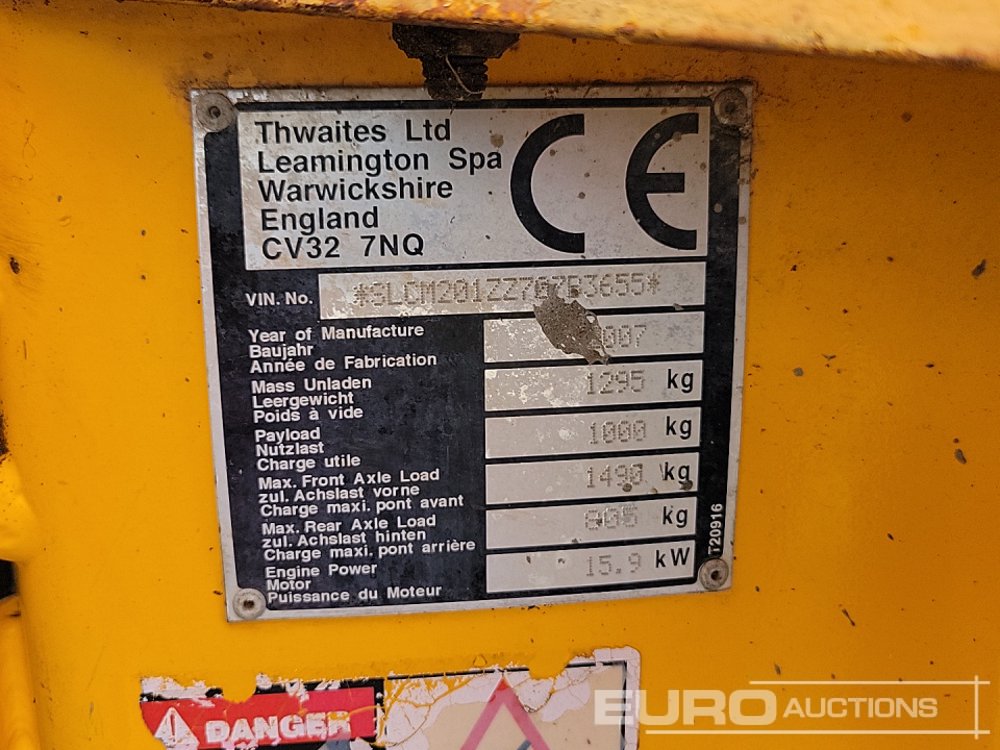 Thwaites Ltd
Leamington Spa
Warwickshire
England
CV32 7NQ
CE
VIN. No.
Year of Manufacture
Baujahr
Année de Fabrication
Mass Unladen
Leergewicht
Poids à vide
1295 kg
Payload
Nutzlast
Charge utile
1000 kg
Max. Front Axle Load
zul. Achslast vorne
Charge maxi. pont avant
1490 kg
Max. Rear Axle Load
zul. Achslast hinten
Charge maxi. pont arrière
805 kg
Engine Power
Motor
Puissance du Moteur
15.9 kW
T20916
DANGER
EURO AUCTIONS